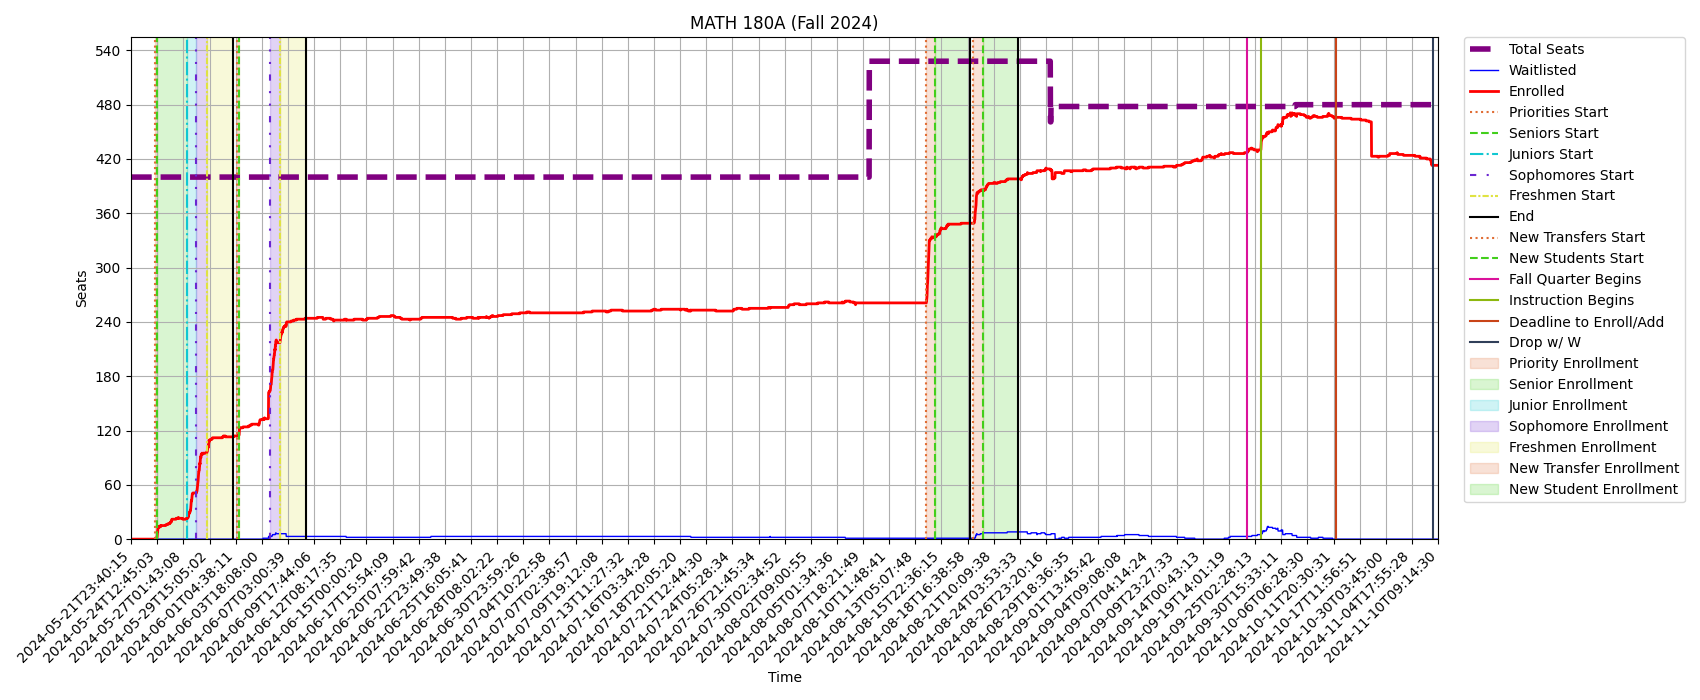 MATH 180A (Fall 2024)
540
480
420
360
300
240
180
120
60
0
Seats
2024-05-21T23:40:15
2024-05-24T12:45:03
2024-05-27T01:43:08
2024-05-29T15:05:02
2024-06-01T04:38:11
2024-06-03T18:08:00
2024-06-07T03:00:39
2024-06-09T17:44:06
2024-06-12T08:17:35
2024-06-15T00:00:20
2024-06-17T15:54:09
2024-06-20T07:59:42
2024-06-22T23:49:38
2024-06-25T16:05:41
2024-06-28T08:02:22
2024-06-30T23:59:26
2024-07-04T10:22:58
2024-07-07T02:38:57
2024-07-09T19:12:08
2024-07-13T11:27:32
2024-07-16T03:34:28
2024-07-18T20:05:20
2024-07-21T12:44:30
2024-07-24T05:28:34
2024-07-26T21:45:34
2024-07-30T02:34:52
2024-08-02T09:00:55
2024-08-05T01:34:36
2024-08-07T18:21:49
2024-08-10T11:48:41
2024-08-13T05:07:48
2024-08-15T22:36:15
2024-08-18T16:38:58
2024-08-21T10:09:38
2024-08-24T03:53:33
2024-08-26T23:20:16
2024-08-29T18:36:35
2024-09-01T13:45:42
2024-09-04T09:08:08
2024-09-07T04:14:24
2024-09-09T23:27:33
2024-09-14T00:43:13
2024-09-19T14:01:19
2024-09-25T02:28:13
2024-09-30T15:33:11
2024-10-06T06:28:30
2024-10-11T20:30:31
2024-10-17T11:56:51
2024-10-30T03:45:00
2024-11-04T17:55:28
2024-11-10T09:14:30
Time
Total Seats
Waitlisted
Enrolled
Priorities Start
Seniors Start
Juniors Start
Sophomores Start
Freshmen Start
End
New Transfers Start
New Students Start
Fall Quarter Begins
Instruction Begins
Deadline to Enroll/Add
Drop w/ W
Priority Enrollment
Senior Enrollment
Junior Enrollment
Sophomore Enrollment
Freshmen Enrollment
New Transfer Enrollment
New Student Enrollment